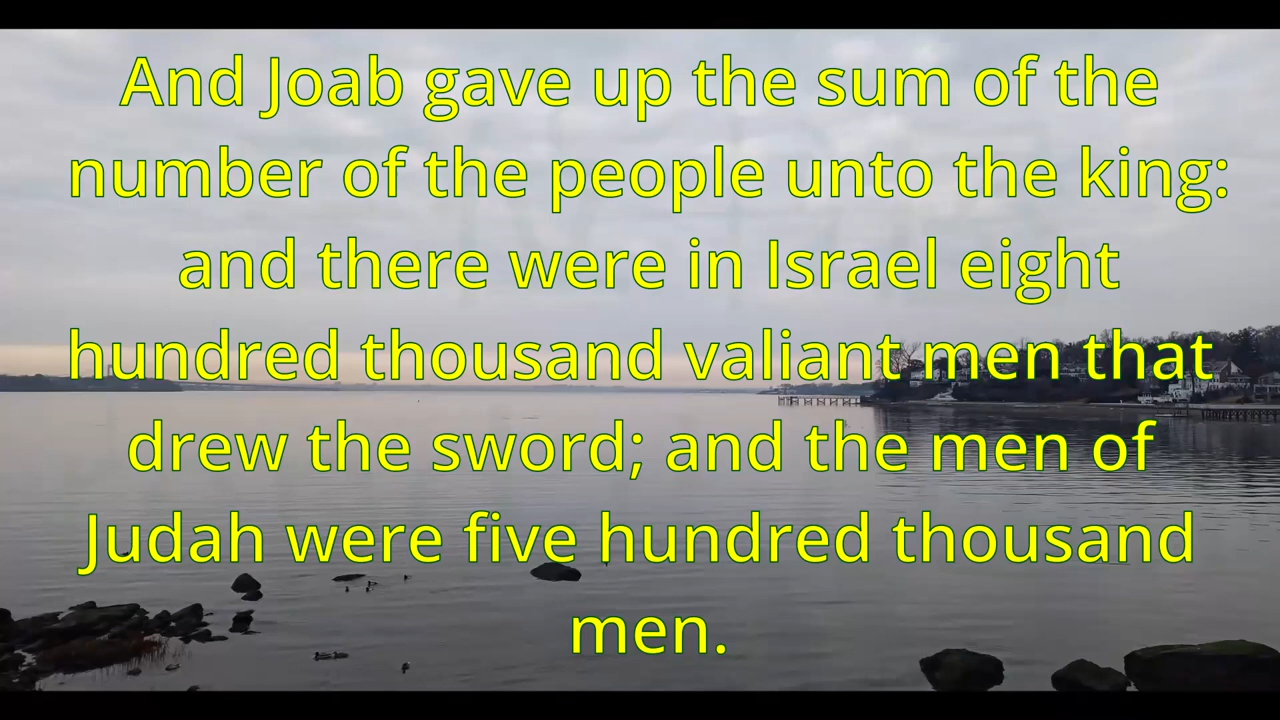 And Joab gave up the sum of the
number of the people unto the king:
and there were in Israel eight
hundred thousand valiant men that
drew the sword; and the men of
Judah were five hundred thousand
men.